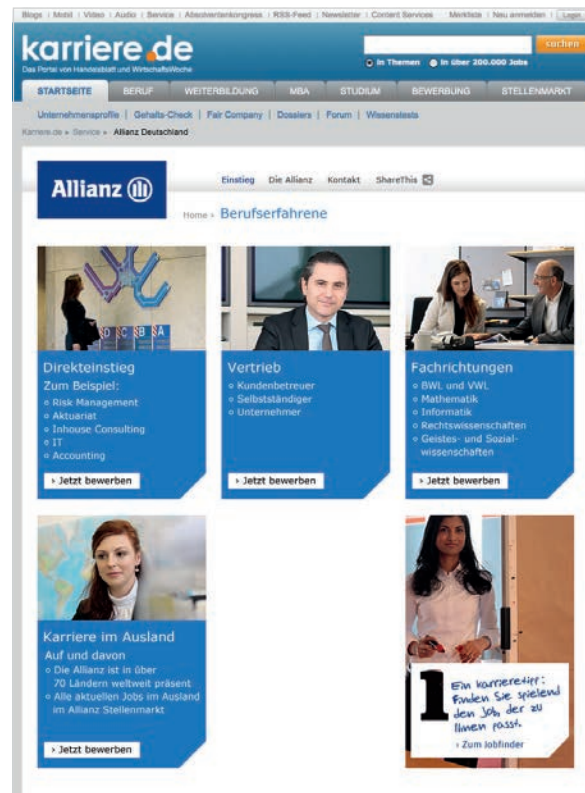 Blogs | Mobil | Video | Audio | Service | Absolventenkongress | RSS-Feed | Newsletter | Content Services Merkliste | Neu anmelden | Login
karriere.de
Das Portal von Handelsblatt und WirtschaftsWoche
suchen
In Themen In über 200.000 Jobs
STARTSEITE BERUF WEITERBILDUNG MBA STUDIUM BEWERBUNG STELLENMARKT
Unternehmensprofile | Gehalts-Check | Fair Company | Dossiers | Forum | Wissenstests
Karriere.de » Service » Allianz Deutschland
Allianz
Einstieg Die Allianz Kontakt ShareThis
Home › Berufserfahrene
D C B A
Direkteinstieg
Zum Beispiel:
Risk Management
Aktuariat
Inhouse Consulting
IT
Accounting
› Jetzt bewerben
Vertrieb
Kundenbetreuer
Selbstständiger
Unternehmer
› Jetzt bewerben
Fachrichtungen
BWL und VWL
Mathematik
Informatik
Rechtswissenschaften
Geistes- und Sozial-
wissenschaften
› Jetzt bewerben
Karriere im Ausland
Auf und davon
Die Allianz ist in über
70 Ländern weltweit präsent
Alle aktuellen Jobs im Ausland
im Allianz Stellenmarkt
› Jetzt bewerben
1
Ein Karrieretipp:
Finden Sie spielend
den Job, der zu
Ihnen passt.
› Zum Jobfinder